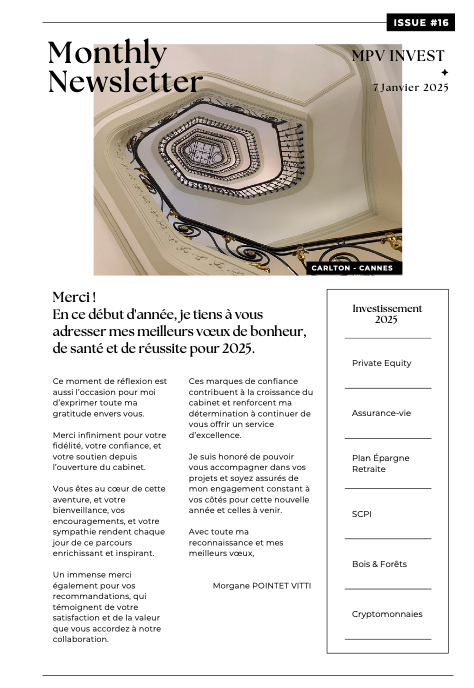 ISSUE #16
Monthly
Newsletter
MPV INVEST
7 Janvier 2025
CARLTON - CANNES
Merci !
En ce début d'année, je tiens à vous
adresser mes meilleurs vœux de bonheur,
de santé et de réussite pour 2025.
Ce moment de réflexion est
aussi l'occasion pour moi
d'exprimer toute ma
gratitude envers vous.
Merci infiniment pour votre
fidélité, votre confiance, et
votre soutien depuis
l'ouverture du cabinet.
Vous êtes au cœur de cette
aventure, et votre
bienveillance, vos
encouragements, et votre
sympathie rendent chaque
jour de ce parcours
enrichissant et inspirant.
Un immense merci
également pour vos
recommandations, qui
témoignent de votre
satisfaction et de la valeur
que vous accordez à notre
collaboration.
Ces marques de confiance
contribuent à la croissance du
cabinet et renforcent ma
détermination à continuer de
vous offrir un service
d'excellence.
Je suis honoré de pouvoir
vous accompagner dans vos
projets et soyez assurés de
mon engagement constant à
vos côtés pour cette nouvelle
année et celles à venir.
Avec toute ma
reconnaissance et mes
meilleurs vœux,
Morgane POINTET VITTI
Investissement
2025
Private Equity
Assurance-vie
Plan Épargne
Retraite
SCPI
Bois & Forêts
Cryptomonnaies